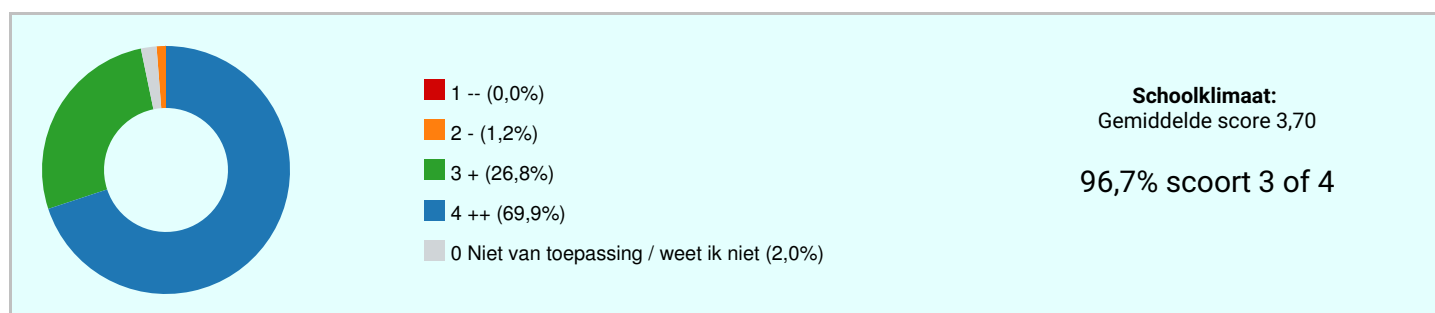 1 -- (0,0%)
2 - (1,2%)
3 + (26,8%)
4 ++ (69,9%)
0 Niet van toepassing / weet ik niet (2,0%)
Schoolklimaat:
Gemiddelde score 3,70
96,7% scoort 3 of 4